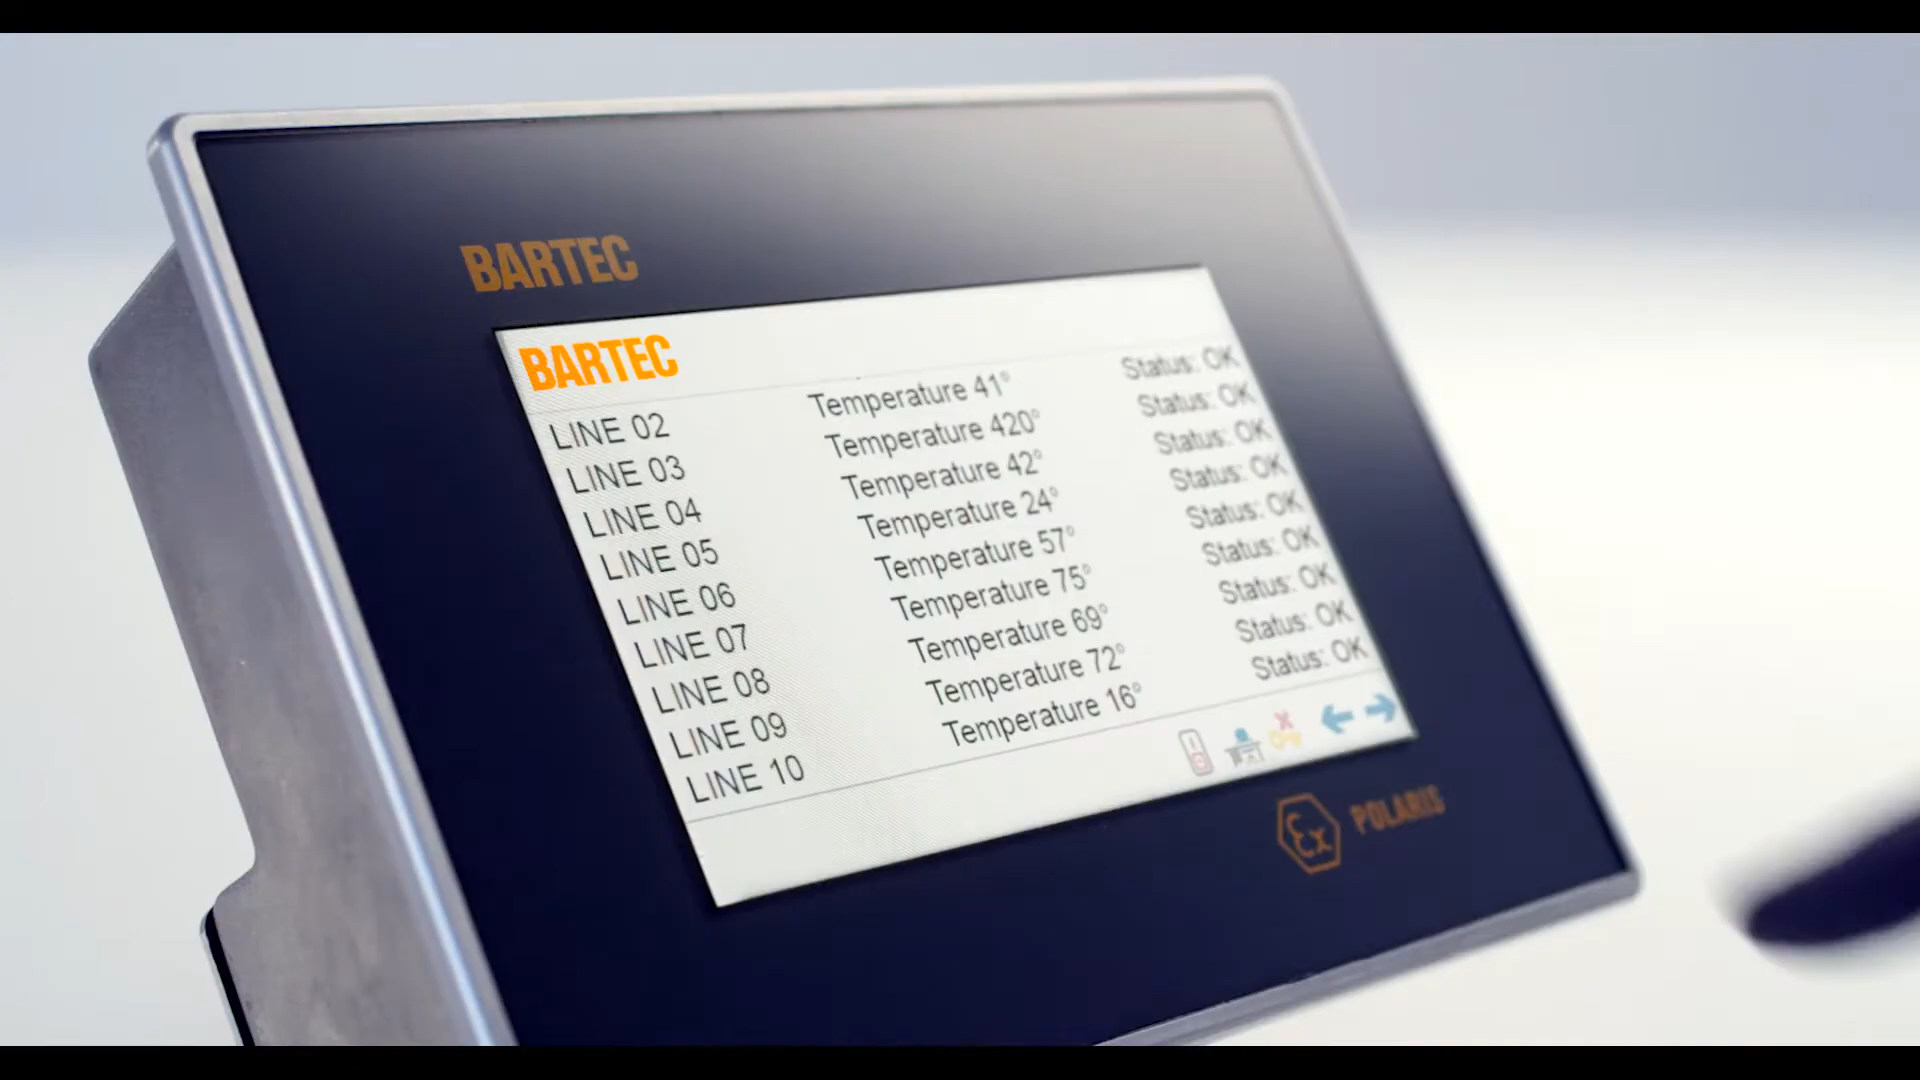 BARTEC
BARTEC
LINE 02 Temperature 41° Status: OK
LINE 03 Temperature 420° Status: OK
LINE 04 Temperature 42° Status: OK
LINE 05 Temperature 24° Status: OK
LINE 06 Temperature 57° Status: OK
LINE 07 Temperature 75° Status: OK
LINE 08 Temperature 69° Status: OK
LINE 09 Temperature 72° Status: OK
LINE 10 Temperature 16° Status: OK
Ex POLARIS